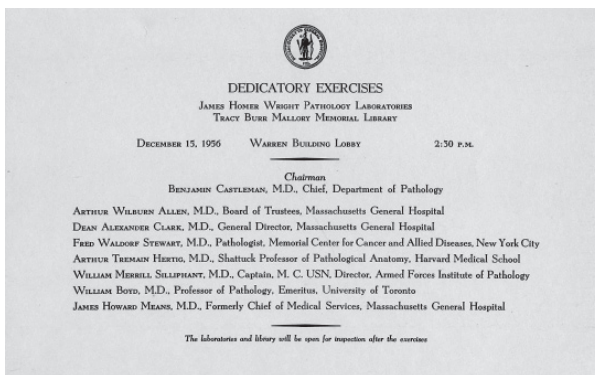 DEDICATORY EXERCISES
JAMES HOMER WRIGHT PATHOLOGY LABORATORIES
TRACY BURR MALLORY MEMORIAL LIBRARY
DECEMBER 15, 1956 WARREN BUILDING LOBBY 2:30 P.M.
Chairman
BENJAMIN CASTLEMAN, M.D., Chief, Department of Pathology
ARTHUR WILBURN ALLEN, M.D., Board of Trustees, Massachusetts General Hospital
DEAN ALEXANDER CLARK, M.D., General Director, Massachusetts General Hospital
FRED WALDORF STEWART, M.D., Pathologist, Memorial Center for Cancer and Allied Diseases, New York City
ARTHUR TREMAIN HERTIG, M.D., Shattuck Professor of Pathological Anatomy, Harvard Medical School
WILLIAM MERRILL SILLIPHANT, M.D., Captain, M. C. USN, Director, Armed Forces Institute of Pathology
WILLIAM BOYD, M.D., Professor of Pathology, Emeritus, University of Toronto
JAMES HOWARD MEANS, M.D., Formerly Chief of Medical Services, Massachusetts General Hospital
The laboratories and library will be open for inspection after the exercises